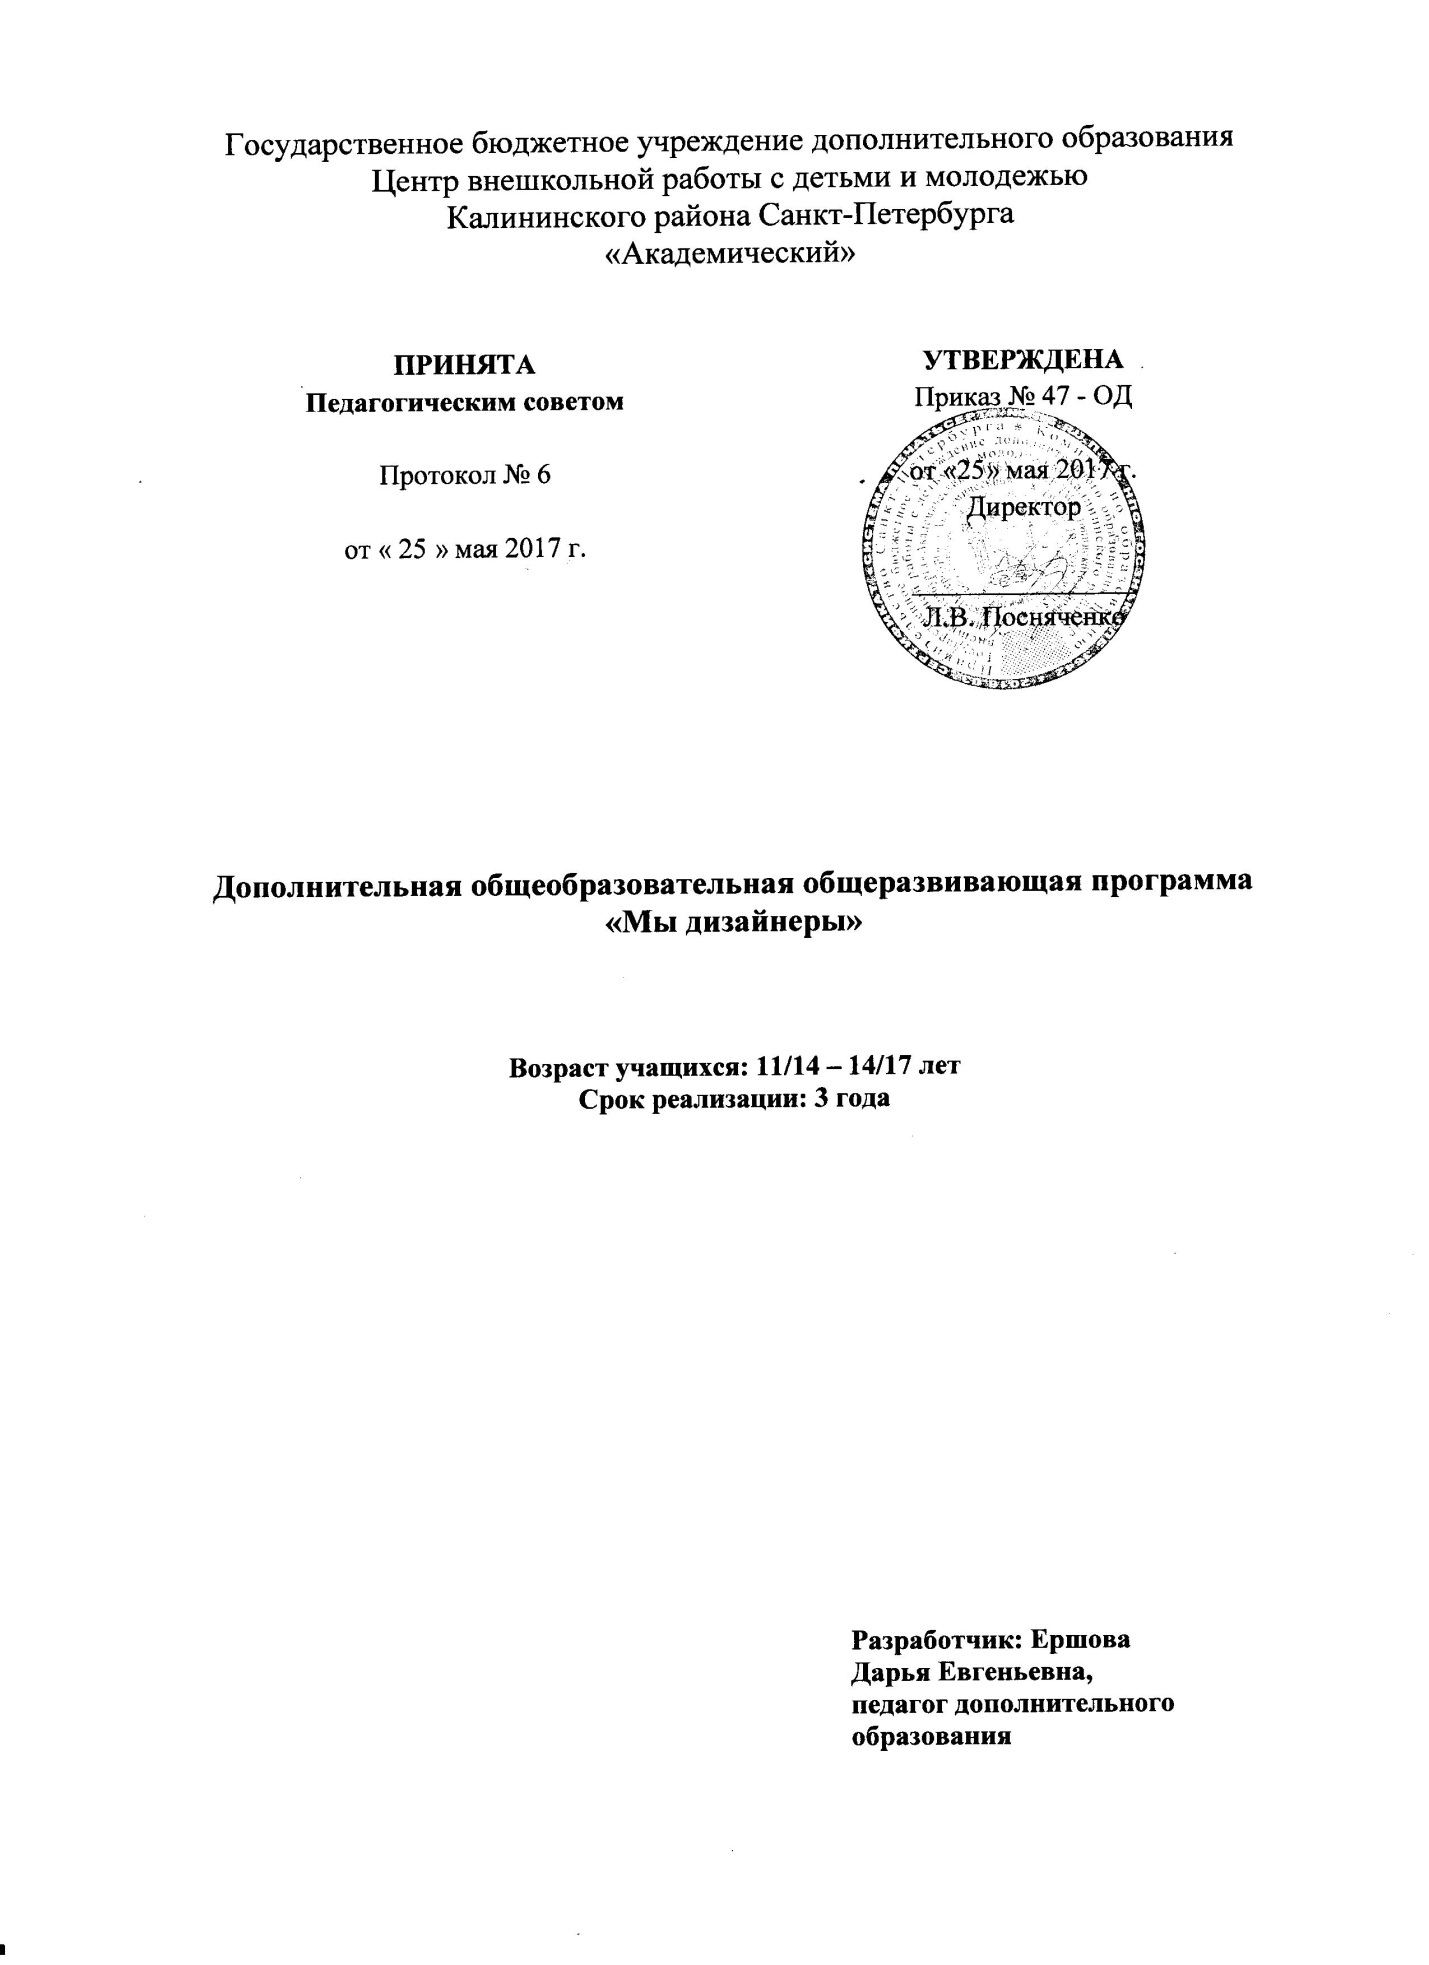 Государственное бюджетное учреждение дополнительного образования
Центр внешкольной работы с детьми и молодежью
Калининского района Санкт-Петербурга
«Академический»
ПРИНЯТА
Педагогическим советом
Протокол № 6
от « 25 » мая 2017 г.
УТВЕРЖДЕНА
Приказ № 47 - ОД
от «25» мая 2017 г.
Директор
Л.В. Посняченко
Дополнительная общеобразовательная общеразвивающая программа
«Мы дизайнеры»
Возраст учащихся: 11/14 – 14/17 лет
Срок реализации: 3 года
Разработчик: Ершова
Дарья Евгеньевна,
педагог дополнительного
образования